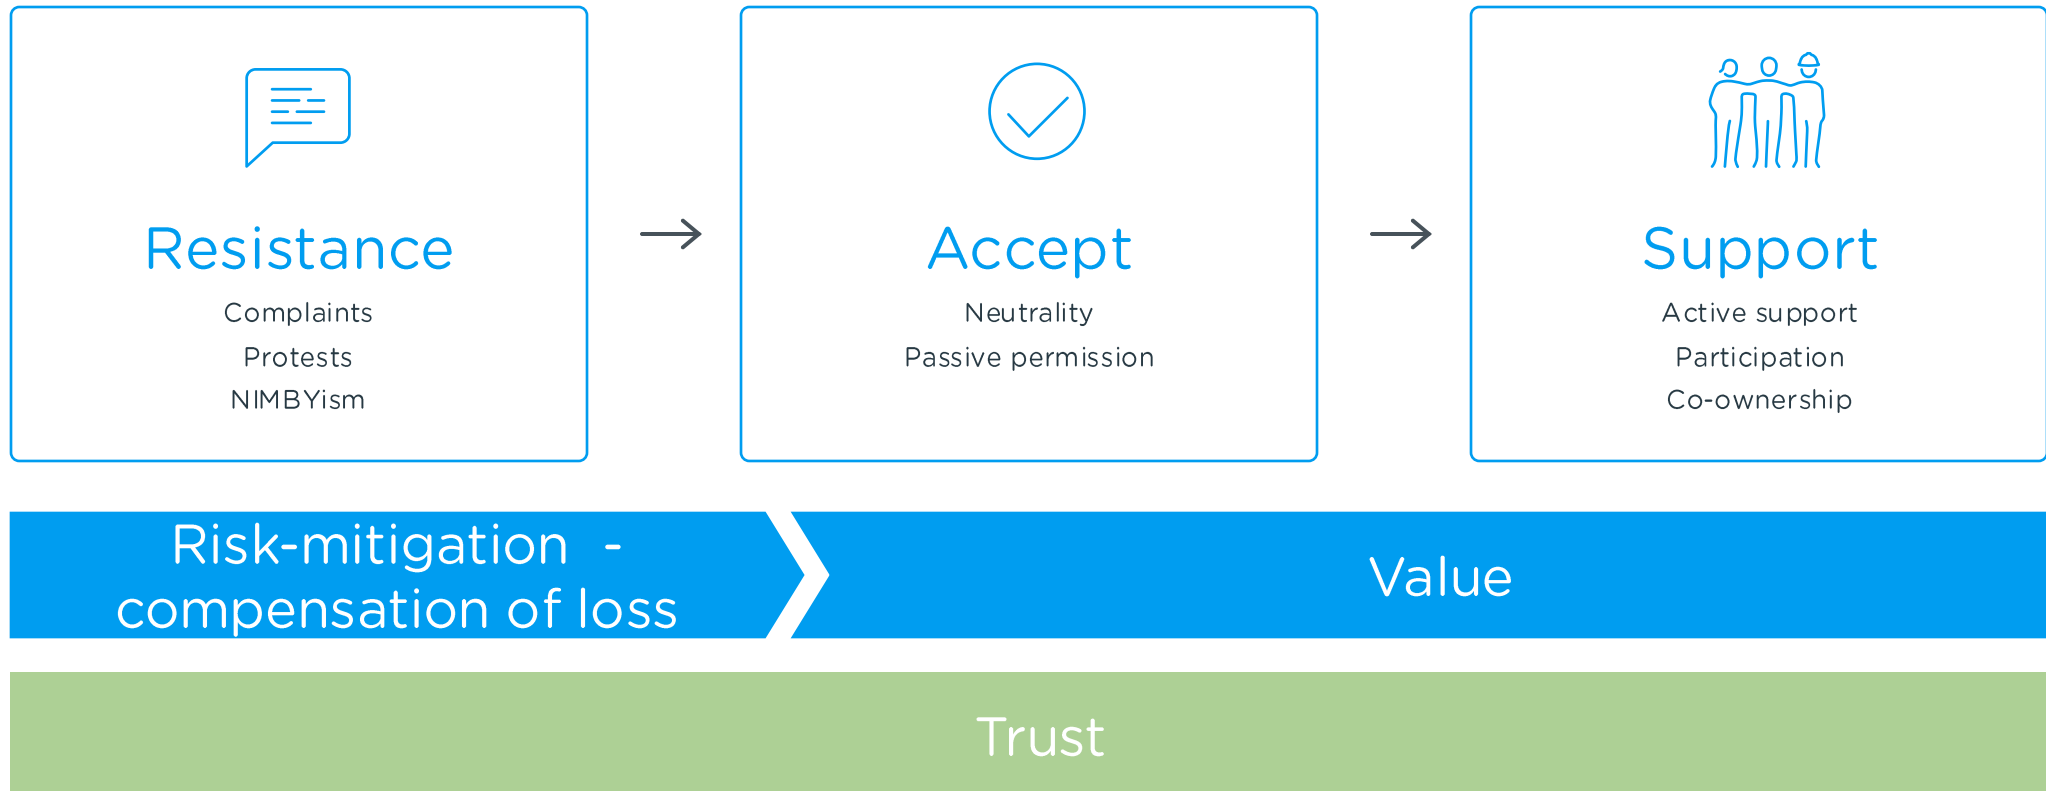 Resistance
Complaints
Protests
NIMBYism
Accept
Neutrality
Passive permission
Support
Active support
Participation
Co-ownership
Risk-mitigation -
compensation of loss
Value
Trust